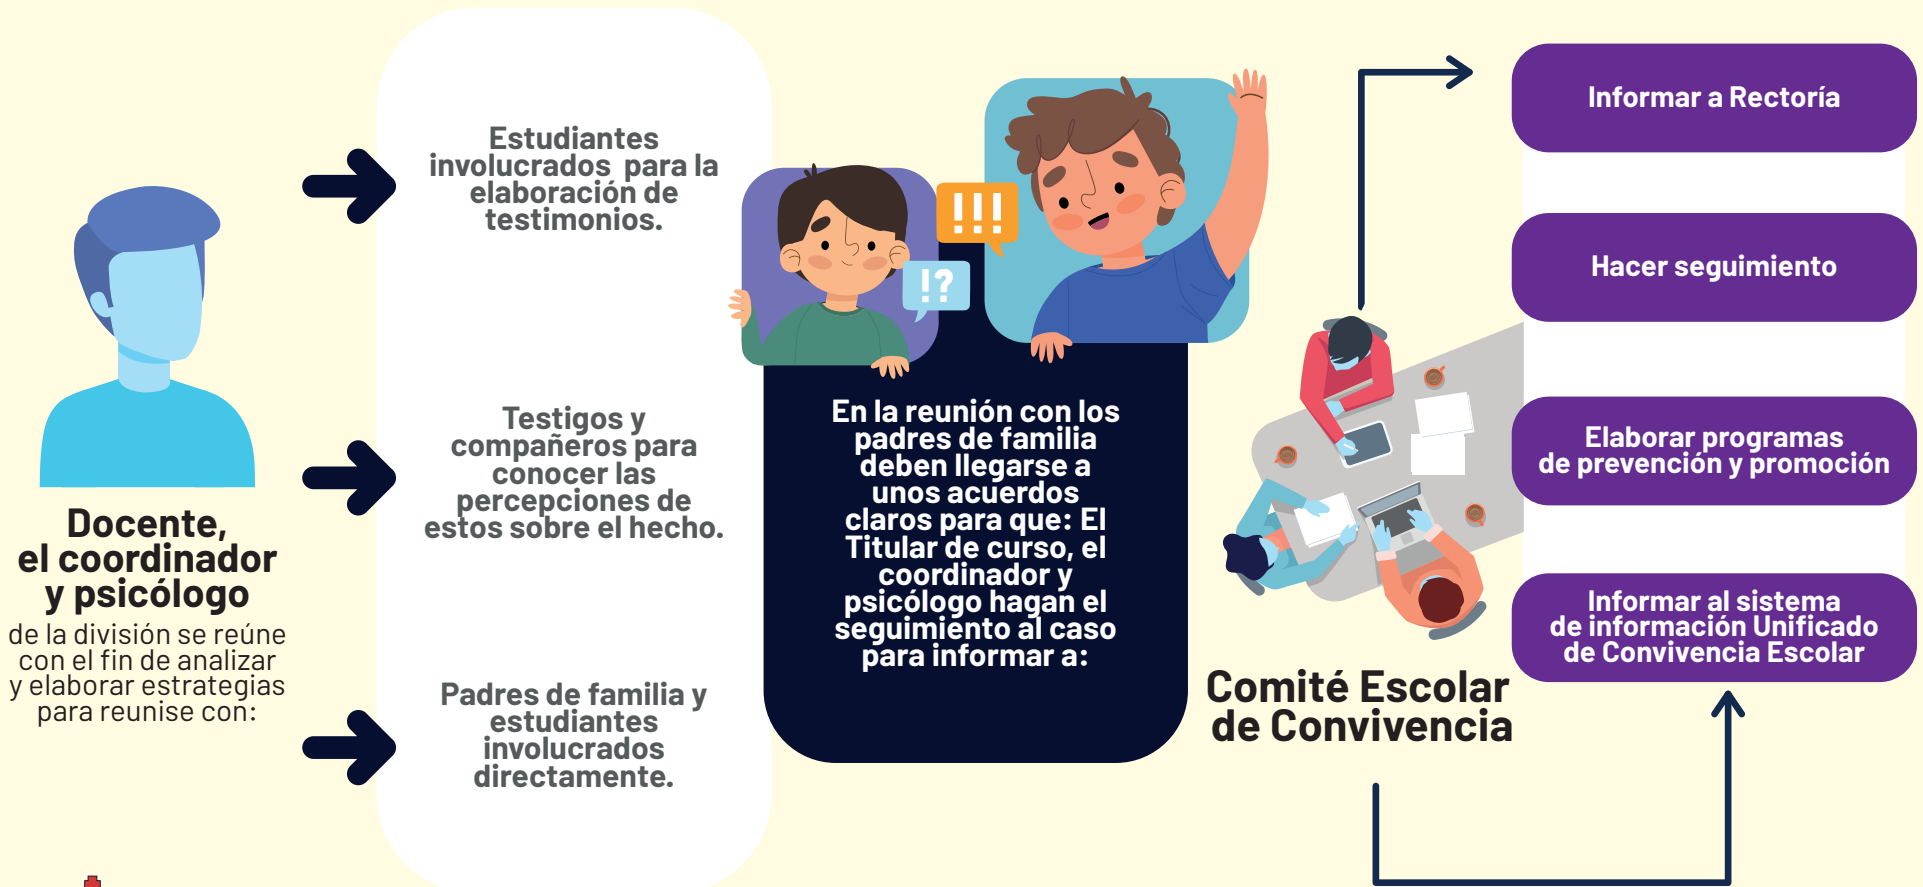 Docente,
el coordinador
y psicólogo
de la división se reúne
con el fin de analizar
y elaborar estrategias
para reunise con:
Estudiantes
involucrados para la
elaboración de
testimonios.
Testigos y
compañeros para
conocer las
percepciones de
estos sobre el hecho.
Padres de familia y
estudiantes
involucrados
directamente.
!?
!!!
En la reunión con los
padres de familia
deben llegarse a
unos acuerdos
claros para que: El
Titular de curso, el
coordinador y
psicólogo hagan el
seguimiento al caso
para informar a:
Comité Escolar
de Convivencia
Informar a Rectoría
Hacer seguimiento
Elaborar programas
de prevención y promoción
Informar al sistema
de información Unificado
de Convivencia Escolar